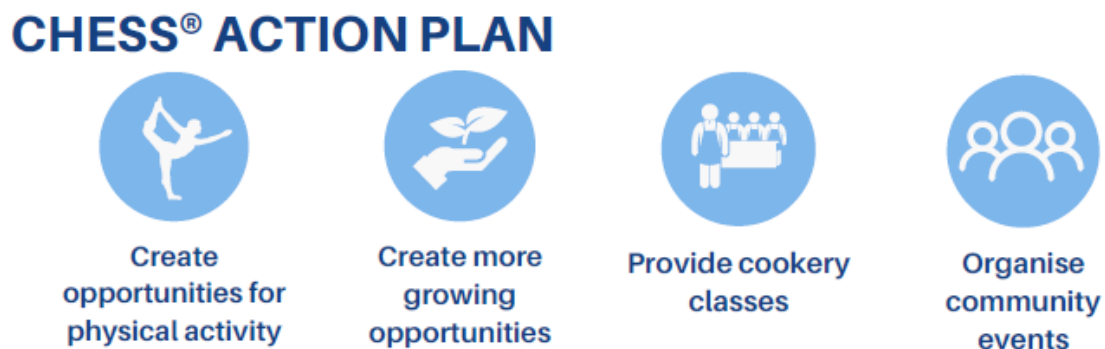 CHESS® ACTION PLAN
Create
opportunities for
physical activity
Create more
growing
opportunities
Provide cookery
classes
Organise
community
events